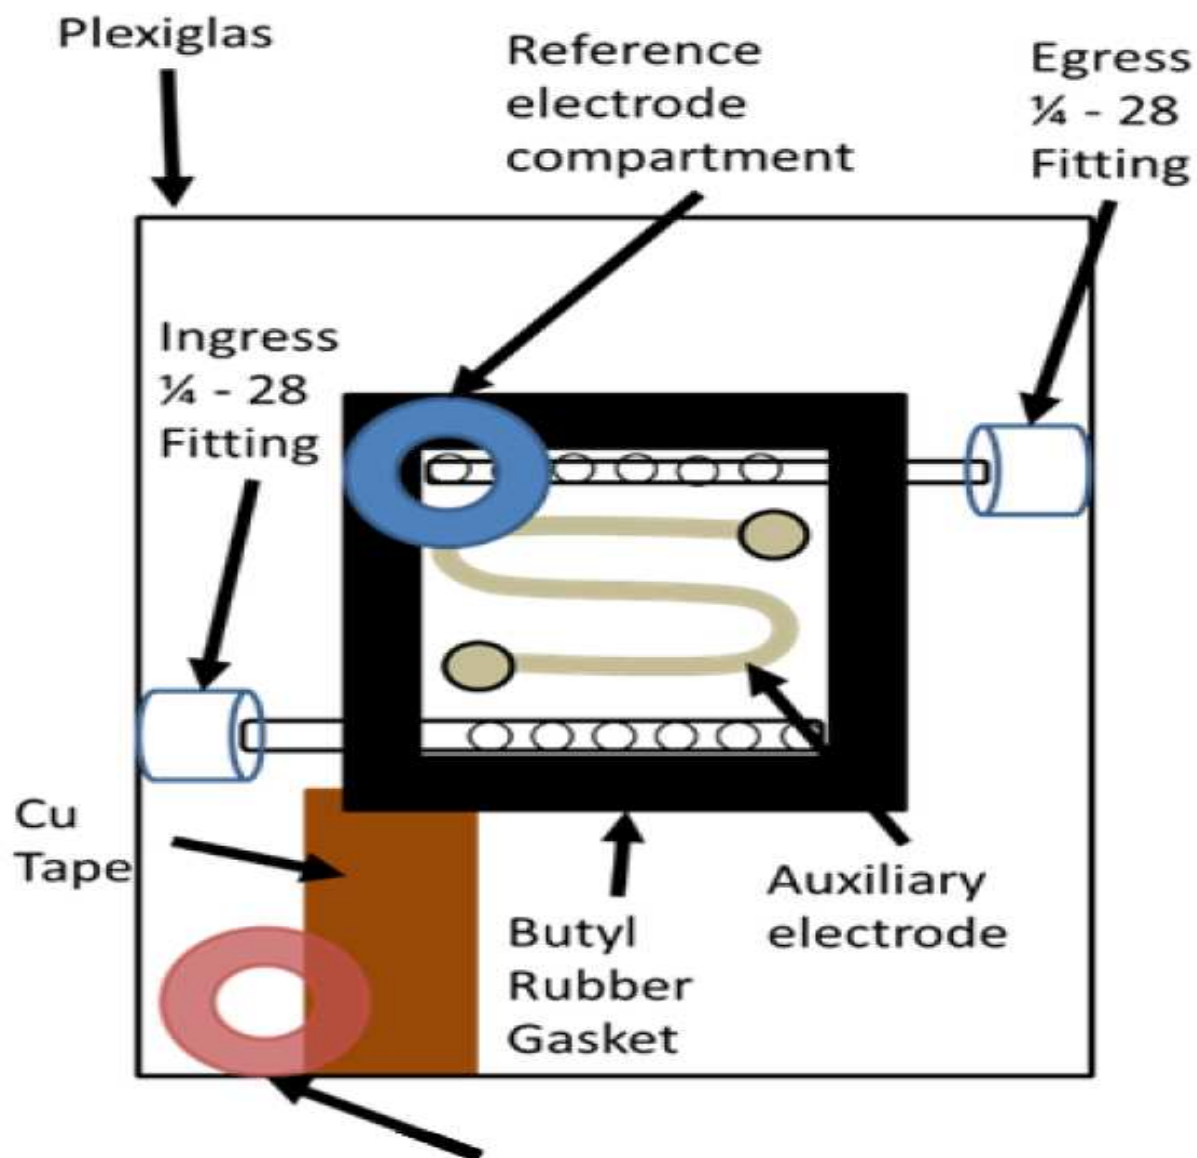 Plexiglas
Reference
electrode
compartment
Egress
¼ - 28
Fitting
Ingress
¼ - 28
Fitting
Cu
Tape
Auxiliary
electrode
Butyl
Rubber
Gasket